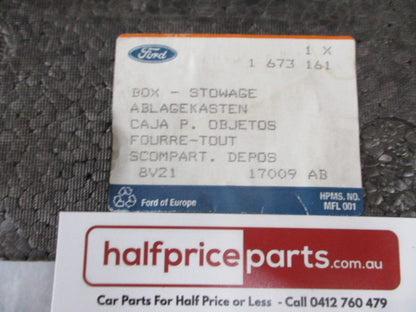 Ford
1 X
1 673 161
BOX - STOWAGE
ABLAGEKASTEN
CAJA P. OBJETOS
FOURRE-TOUT
SCOMPART. DEPOS
8V21 17009 AB
Ford of Europe
HPMS. NO.
MFL 001
halfpriceparts.com.au
Car Parts For Half Price or Less - Call 0412 760 479